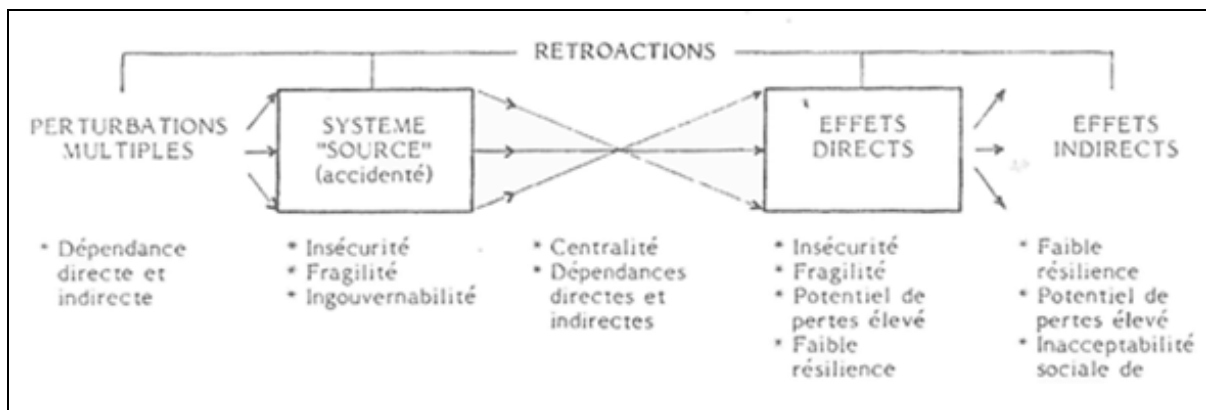 RETROACTIONS
PERTURBATIONS
MULTIPLES
SYSTEME
"SOURCE"
(accidenté)
EFFETS
DIRECTS
EFFETS
INDIRECTS
* Dépendance
directe et
indirecte
* Insécurité
* Fragilité
* Ingouvernabilité
* Centralité
* Dépendances
directes et
indirectes
* Insécurité
* Fragilité
* Potentiel de
pertes élevé
* Faible
résilience
* Faible
résilience
* Potentiel de
pertes élevé
* Inacceptabilité
sociale de